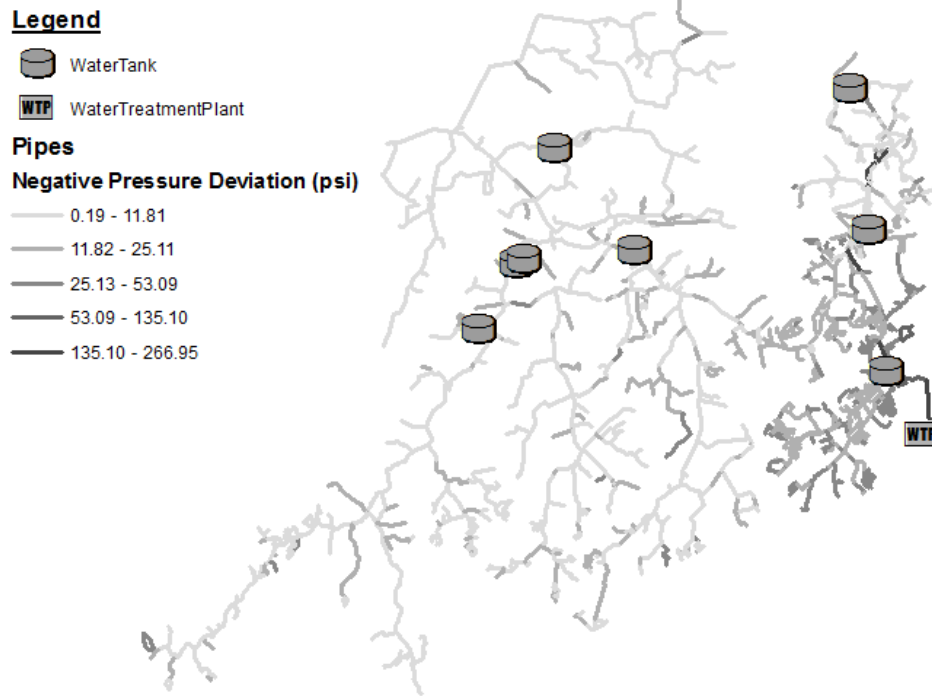 Legend
WaterTank
WTP WaterTreatmentPlant
Pipes
Negative Pressure Deviation (psi)
0.19 - 11.81
11.82 - 25.11
25.13 - 53.09
53.09 - 135.10
135.10 - 266.95
WTP